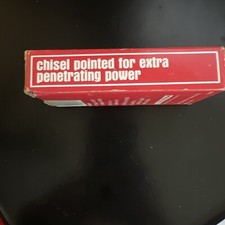 Chisel pointed for extra
penetrating power